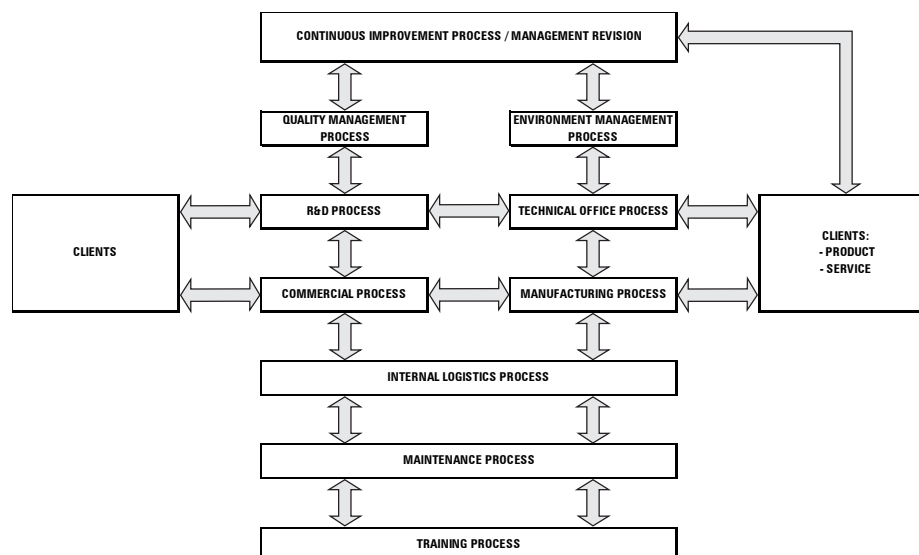 CONTINUOUS IMPROVEMENT PROCESS / MANAGEMENT REVISION
QUALITY MANAGEMENT
PROCESS
ENVIRONMENT MANAGEMENT
PROCESS
CLIENTS
R&D PROCESS
TECHNICAL OFFICE PROCESS
CLIENTS:
- PRODUCT
- SERVICE
COMMERCIAL PROCESS
MANUFACTURING PROCESS
INTERNAL LOGISTICS PROCESS
MAINTENANCE PROCESS
TRAINING PROCESS